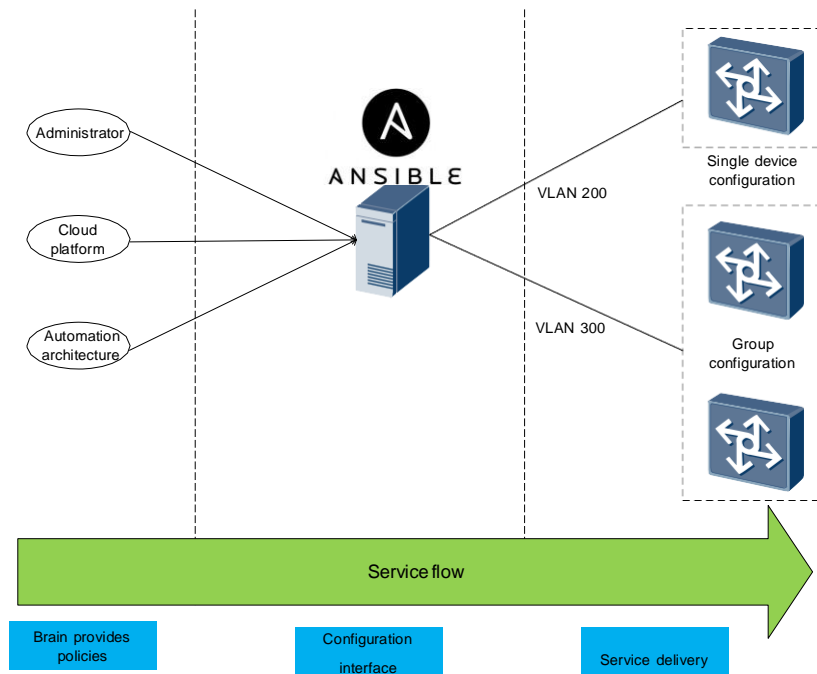 Administrator
Cloud
platform
Automation
architecture
ANSIBLE
VLAN 200
VLAN 300
Single device
configuration
Group
configuration
Service flow
Brain provides
policies
Configuration
interface
Service delivery